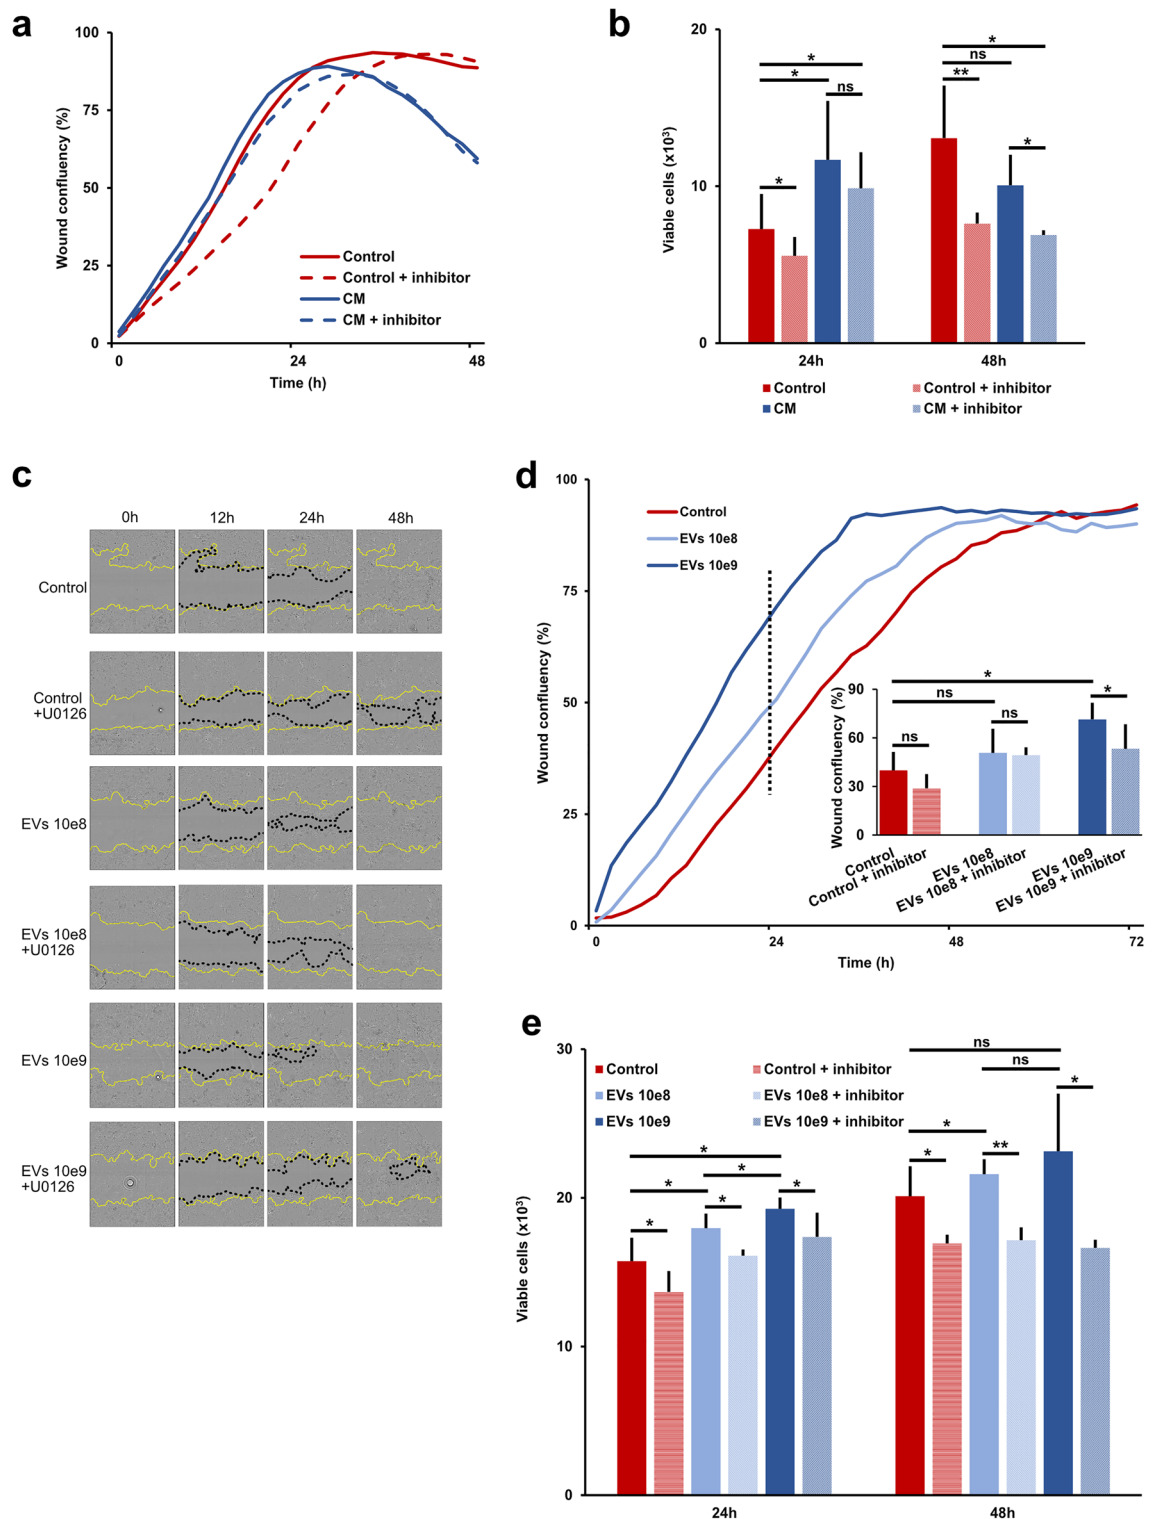 a
100
75
50
25
0
Wound confluency (%)
Control
Control + inhibitor
CM
CM + inhibitor
0
24
48
Time (h)
b
20
10
0
Viable cells (x10³)
*
*
*
ns
*
ns
**
*
24h
48h
Control
Control + inhibitor
CM
CM + inhibitor
c
0h
12h
24h
48h
Control
Control
+U0126
EVs 10e8
EVs 10e8
+U0126
EVs 10e9
EVs 10e9
+U0126
d
100
75
50
25
0
Wound confluency (%)
Control
EVs 10e8
EVs 10e9
0
24
48
72
Time (h)
90
60
30
0
Wound confluency (%)
*
ns
*
ns
ns
Control
Control + inhibitor
EVs 10e8
EVs 10e8 + inhibitor
EVs 10e9
EVs 10e9 + inhibitor
e
30
20
10
0
Viable cells (x10³)
Control
Control + inhibitor
EVs 10e8
EVs 10e8 + inhibitor
EVs 10e9
EVs 10e9 + inhibitor
*
*
*
*
*
*
ns
ns
*
*
**
*
24h
48h